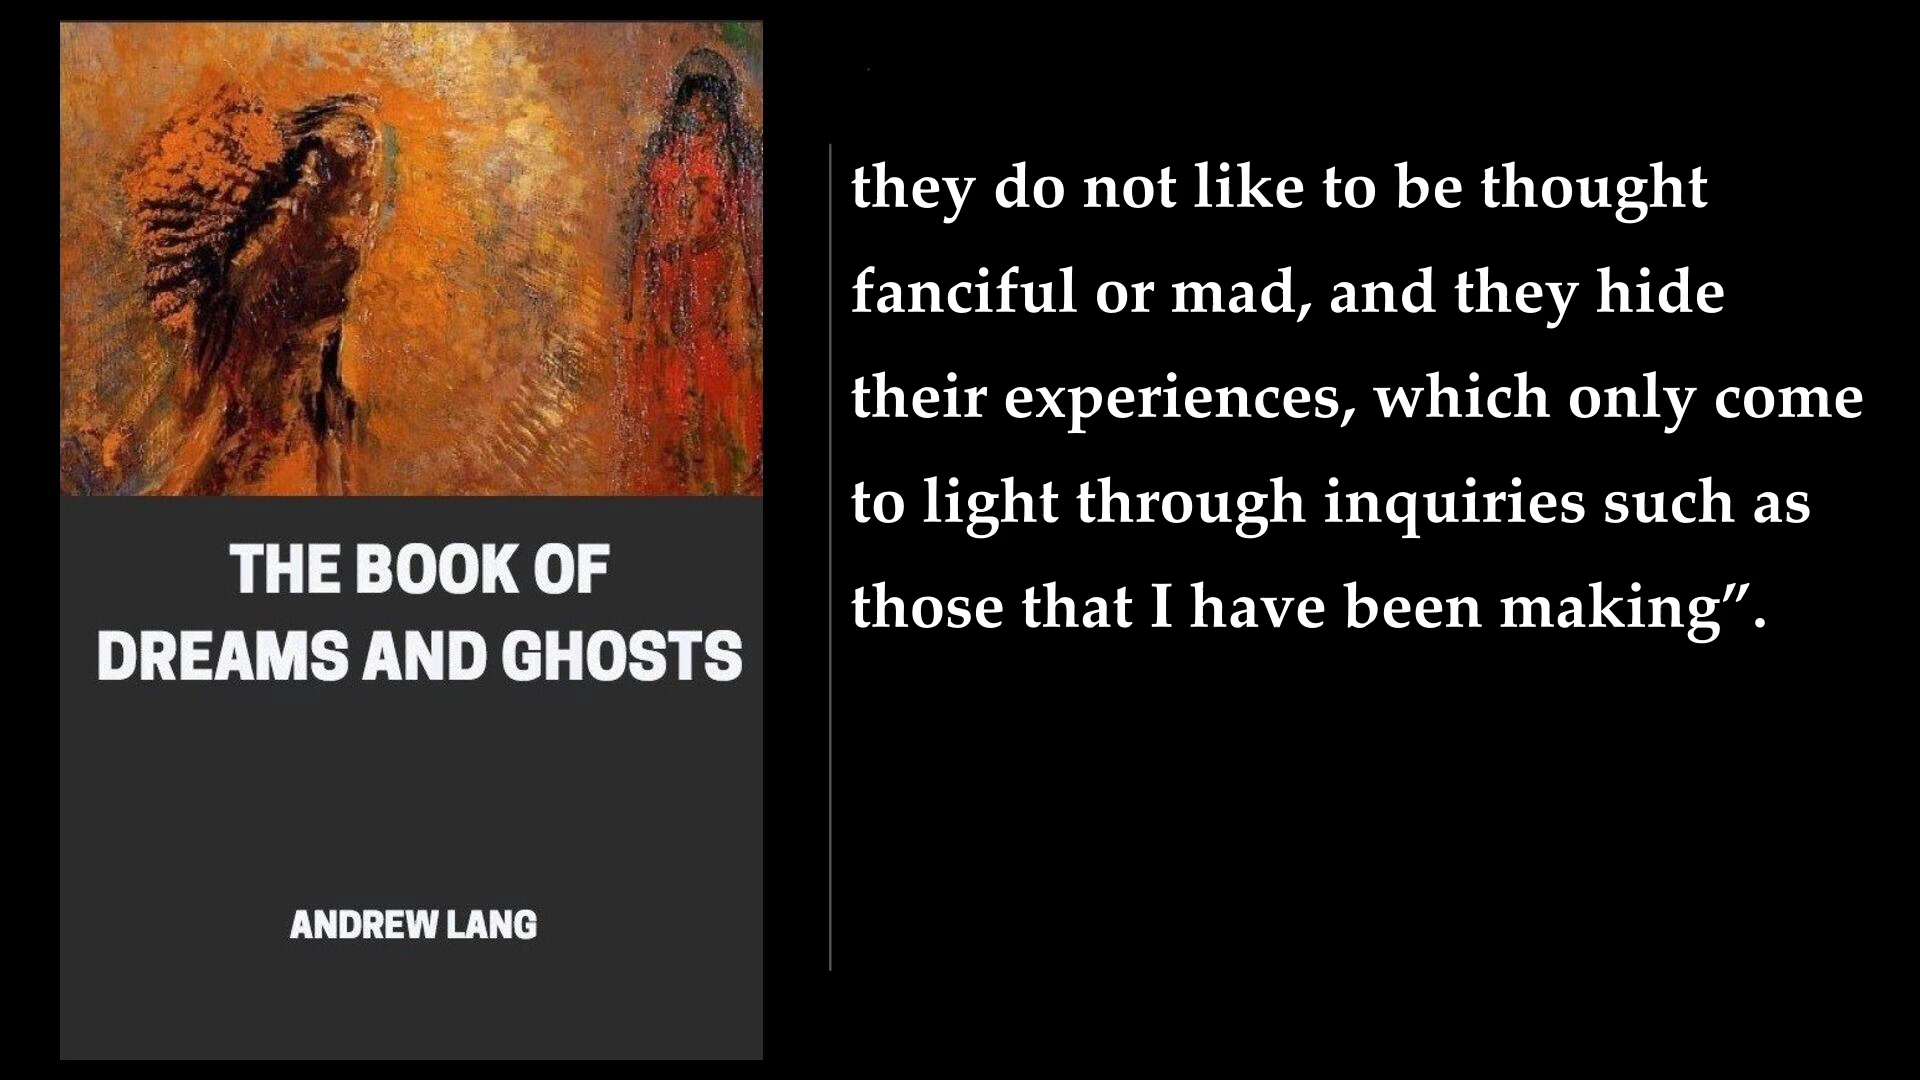 THE BOOK OF
DREAMS AND GHOSTS
ANDREW LANG
they do not like to be thought
fanciful or mad, and they hide
their experiences, which only come
to light through inquiries such as
those that I have been making”.